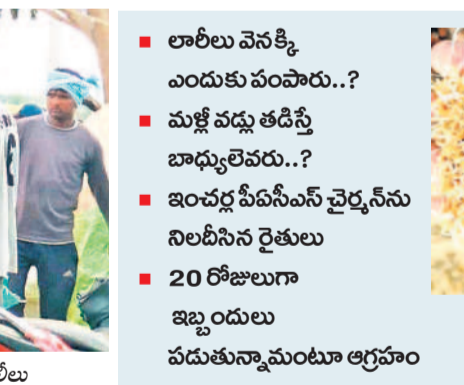 ■ లారీలు వెనక్కి
ఎందుకు పంపారు..?
■ మళ్లీ వడ్లు తడిస్తే
బాధ్యులెవరు..?
■ ఇంచర్ల పీఏసీఎస్ చైర్మన్‌ను
నిలదీసిన రైతులు
■ 20 రోజులుగా
ఇబ్బందులు
పడుతున్నామంటూ ఆగ్రహం